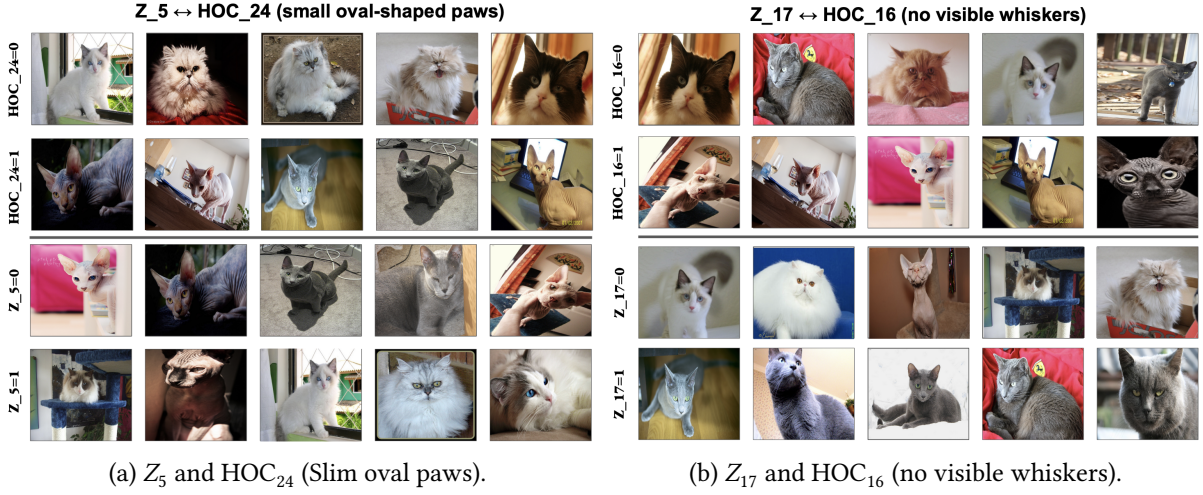 Z_5 ↔ HOC_24 (small oval-shaped paws)
HOC_24=0
HOC_24=1
Z_5=0
Z_5=1
(a) Z₅ and HOC₂₄ (Slim oval paws).
Z_17 ↔ HOC_16 (no visible whiskers)
HOC_16=0
HOC_16=1
Z_17=0
Z_17=1
(b) Z₁₇ and HOC₁₆ (no visible whiskers).